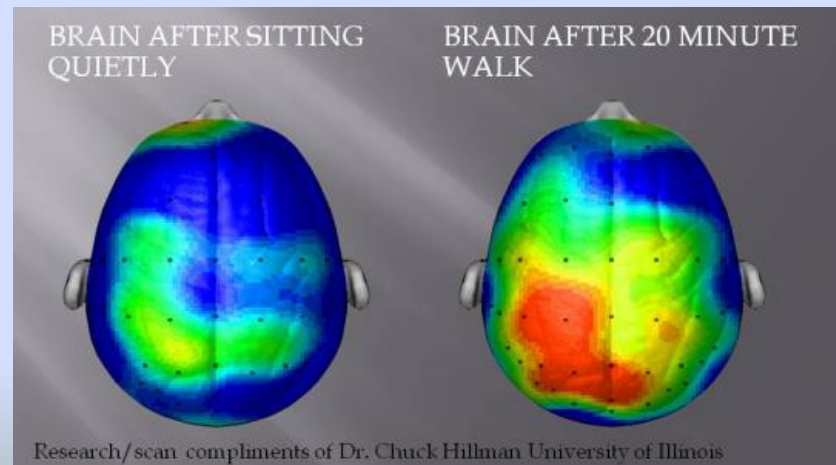 BRAIN AFTER SITTING
QUIETLY
BRAIN AFTER 20 MINUTE
WALK
Research/scan compliments of Dr. Chuck Hillman University of Illinois